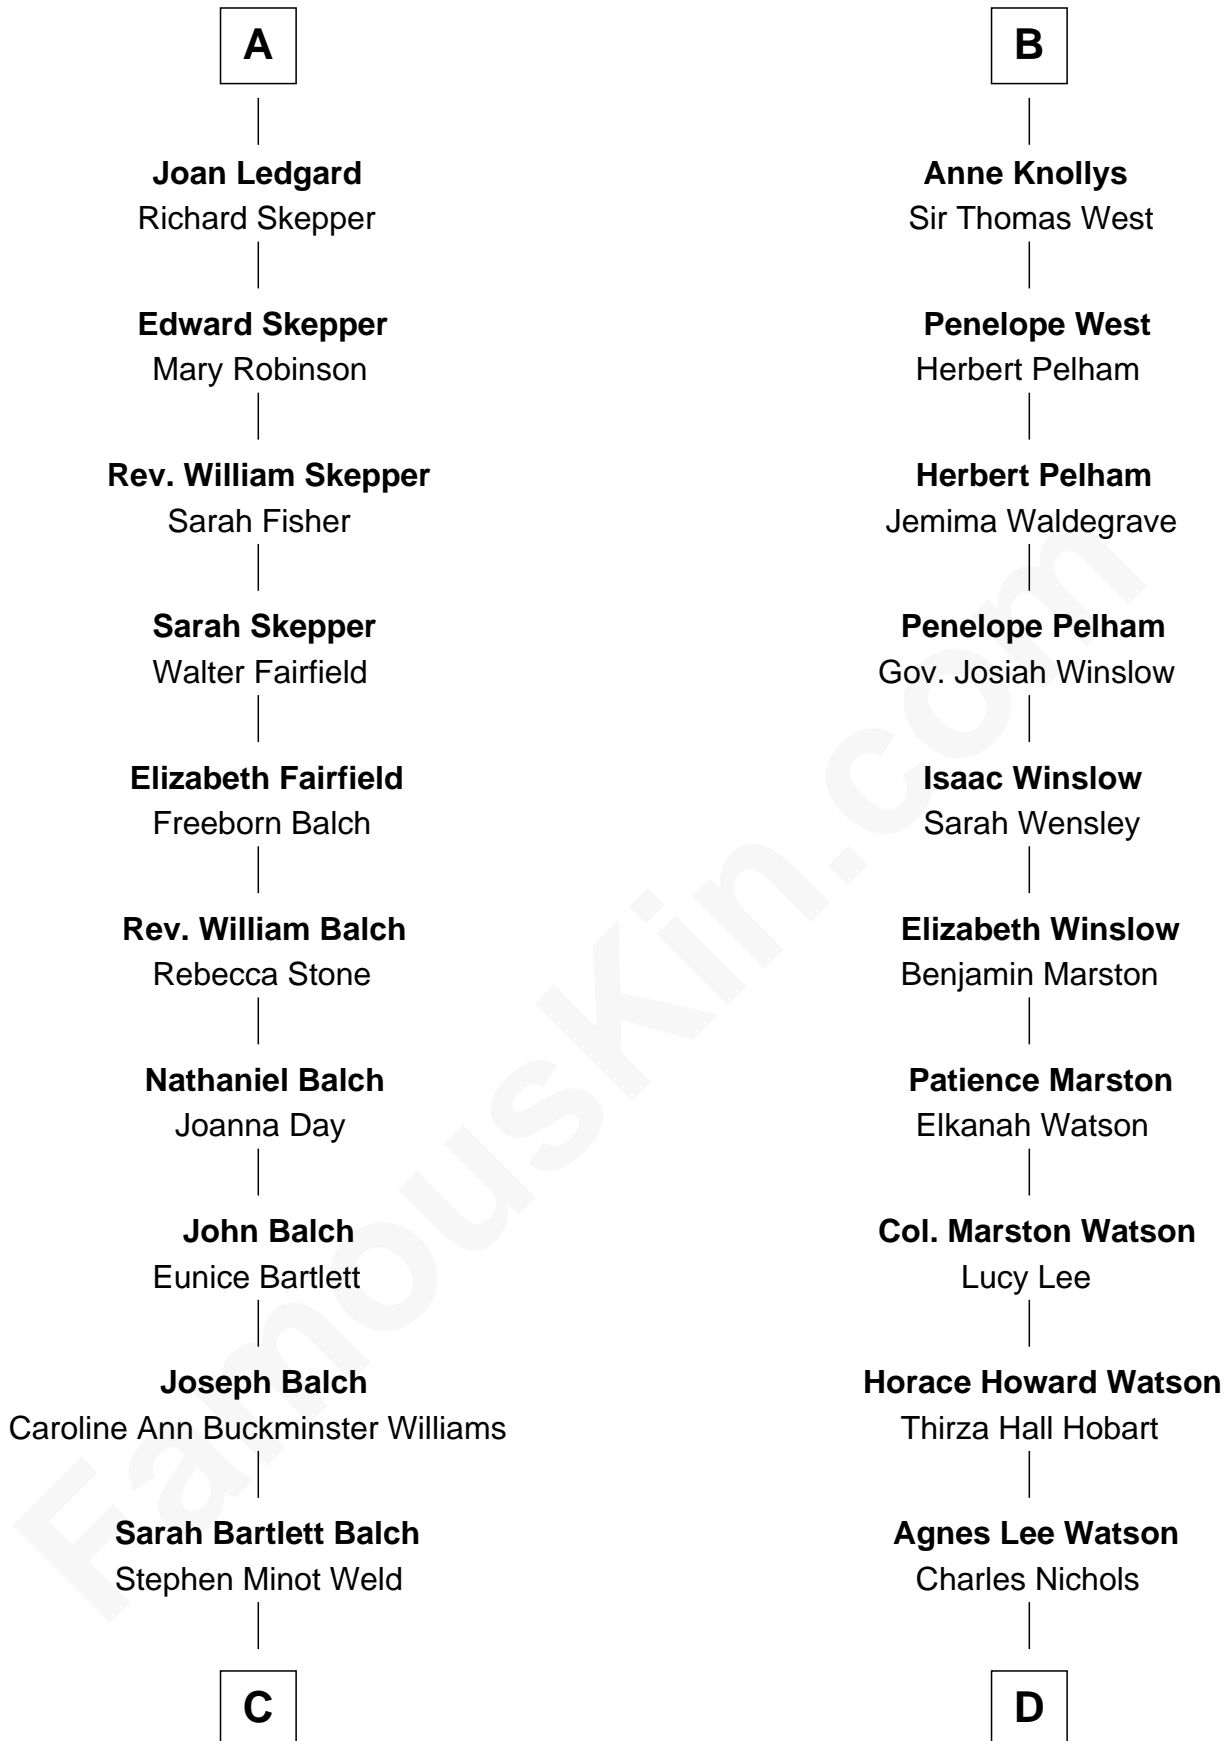 A
Joan Ledgard
Richard Skepper
Edward Skepper
Mary Robinson
Rev. William Skepper
Sarah Fisher
Sarah Skepper
Walter Fairfield
Elizabeth Fairfield
Freeborn Balch
Rev. William Balch
Rebecca Stone
Nathaniel Balch
Joanna Day
John Balch
Eunice Bartlett
Joseph Balch
Caroline Ann Buckminster Williams
Sarah Bartlett Balch
Stephen Minot Weld
C
B
Anne Knollys
Sir Thomas West
Penelope West
Herbert Pelham
Herbert Pelham
Jemima Waldegrave
Penelope Pelham
Gov. Josiah Winslow
Isaac Winslow
Sarah Wensley
Elizabeth Winslow
Benjamin Marston
Patience Marston
Elkanah Watson
Col. Marston Watson
Lucy Lee
Horace Howard Watson
Thirza Hall Hobart
Agnes Lee Watson
Charles Nichols
D
FamousKin.com